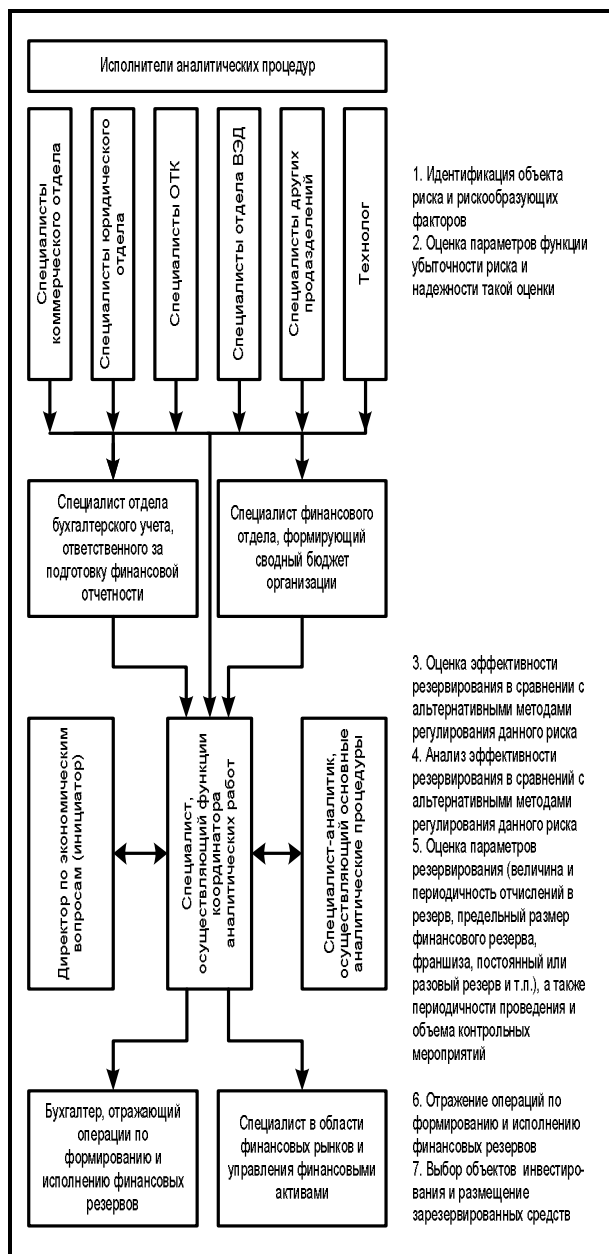 Исполнители аналитических процедур
Специалисты
коммерческого отдела
Специалисты юридического
отдела
Специалисты ОТК
Специалисты отдела ВЭД
Специалисты других
продазделений
Технолог
1. Идентификация объекта
риска и рискообразующих
факторов
2. Оценка параметров функции
убыточности риска и
надежности такой оценки
Специалист отдела
бухгалтерского учета,
ответственного за
подготовку финансовой
отчетности
Специалист финансового
отдела, формирующий
сводный бюджет
организации
Директор по экономическим
вопросам (инициатор)
Специалист,
осуществляющий функции
координатора
аналитических работ
Специалист-аналитик,
осуществляющий основные
аналитические процедуры
3. Оценка эффективности
резервирования в сравнении с
альтернативными методами
регулирования данного риска
4. Анализ эффективности
резервирования в сравнений с
альтернативными методами
регулирования данного риска
5. Оценка параметров
резервирования (величина и
периодичность отчислений в
резерв, предельный размер
финансового резерва,
франшиза, постоянный или
разовый резерв и т.п.), а также
периодичности проведения и
объема контрольных
мероприятий
Бухгалтер, отражающий
операции по
формированию и
исполнению финансовых
резервов
Специалист в области
финансовых рынков и
управления финансовыми
активами
6. Отражение операций по
формированию и исполнению
финансовых резервов
7. Выбор объектов инвестиро-
вания и размещение
зарезервированных средств